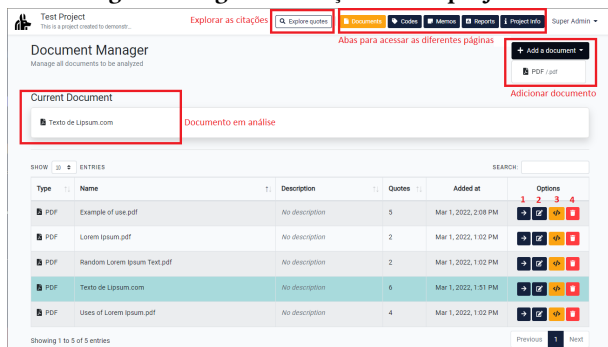 Test Project
This is a project created to demonstr...
Explorar as citações
Explore quotes
Documents
Codes
Memos
Reports
Project Info
Super Admin
Abas para acessar as diferentes páginas
Document Manager
Manage all documents to be analyzed
+ Add a document
PDF /.pdf
Adicionar documento
Current Document
Texto de Lipsum.com
Documento em análise
SHOW 10 ENTRIES
SEARCH:
Type Name Description Quotes Added at Options
1 2 3 4
PDF Example of use.pdf No description 5 Mar 1, 2022, 2:08 PM
PDF Lorem Ipsum.pdf No description 2 Mar 1, 2022, 1:02 PM
PDF Random Lorem Ipsum Text.pdf No description 2 Mar 1, 2022, 1:02 PM
PDF Texto de Lipsum.com No description 6 Mar 1, 2022, 1:51 PM
PDF Uses of Lorem Ipsum.pdf No description 4 Mar 1, 2022, 1:02 PM
Showing 1 to 5 of 5 entries
Previous 1 Next